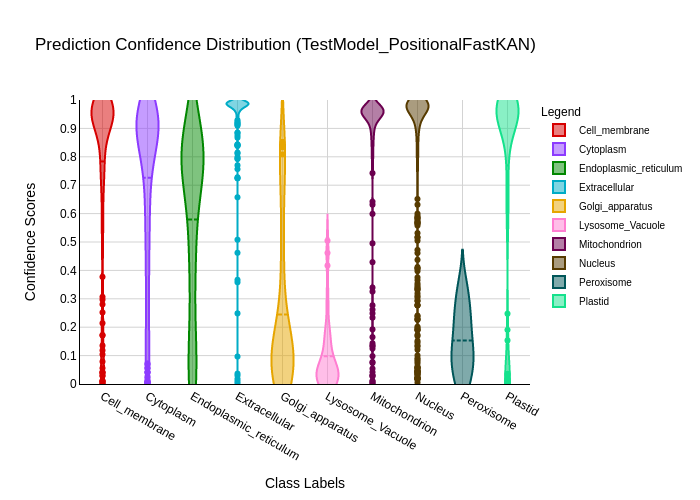 Prediction Confidence Distribution (TestModel_PositionalFastKAN)
Confidence Scores
1
0.9
0.8
0.7
0.6
0.5
0.4
0.3
0.2
0.1
0
Cell_membrane
Cytoplasm
Endoplasmic_reticulum
Extracellular
Golgi_apparatus
Lysosome_Vacuole
Mitochondrion
Nucleus
Peroxisome
Plastid
Class Labels
Legend
Cell_membrane
Cytoplasm
Endoplasmic_reticulum
Extracellular
Golgi_apparatus
Lysosome_Vacuole
Mitochondrion
Nucleus
Peroxisome
Plastid